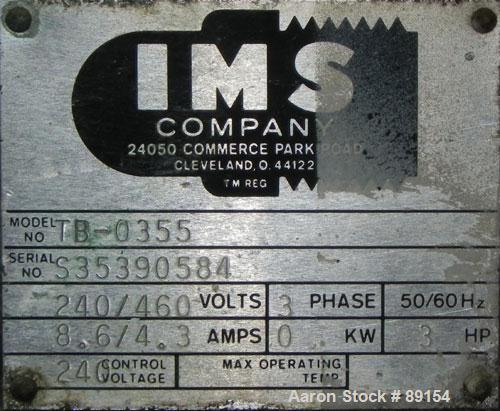 IMS
COMPANY
24050 COMMERCE PARK ROAD
CLEVELAND, O. 44122
TM REG
MODEL NO TB-0355
SERIAL NO S35390584
240/460 VOLTS 3 PHASE 50/60 Hz
8.6/4.3 AMPS 0 KW 3 HP
240 CONTROL VOLTAGE MAX OPERATING TEMP.
Aaron Stock # 89154